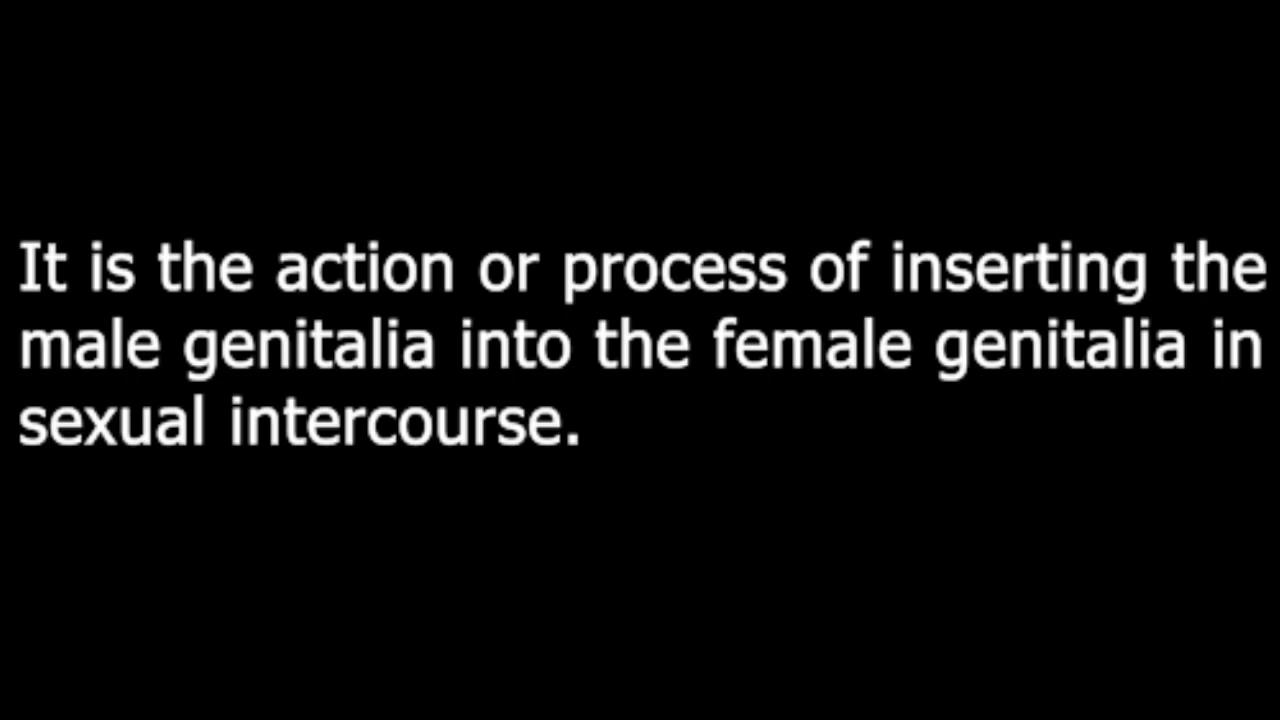 It is the action or process of inserting the
male genitalia into the female genitalia in
sexual intercourse.